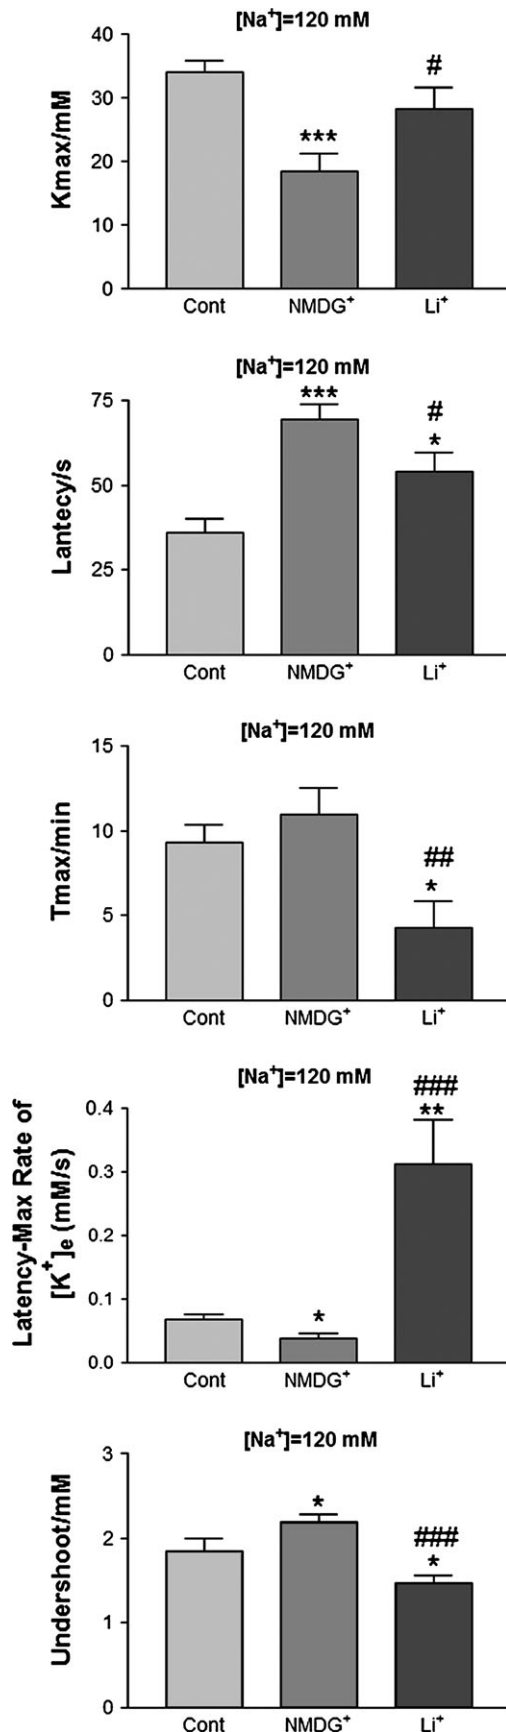 [Na⁺]=120 mM
Kmax/mM
40
30
20
10
0
***
#
Cont NMDG⁺ Li⁺
[Na⁺]=120 mM
Lantecy/s
75
50
25
0
***
#
*
Cont NMDG⁺ Li⁺
[Na⁺]=120 mM
Tmax/min
15
10
5
0
##
*
Cont NMDG⁺ Li⁺
[Na⁺]=120 mM
Latency-Max Rate of
[K⁺]ₑ (mM/s)
0.4
0.3
0.2
0.1
0.0
*
###
**
Cont NMDG⁺ Li⁺
[Na⁺]=120 mM
Undershoot/mM
3
2
1
0
*
###
*
Cont NMDG⁺ Li⁺